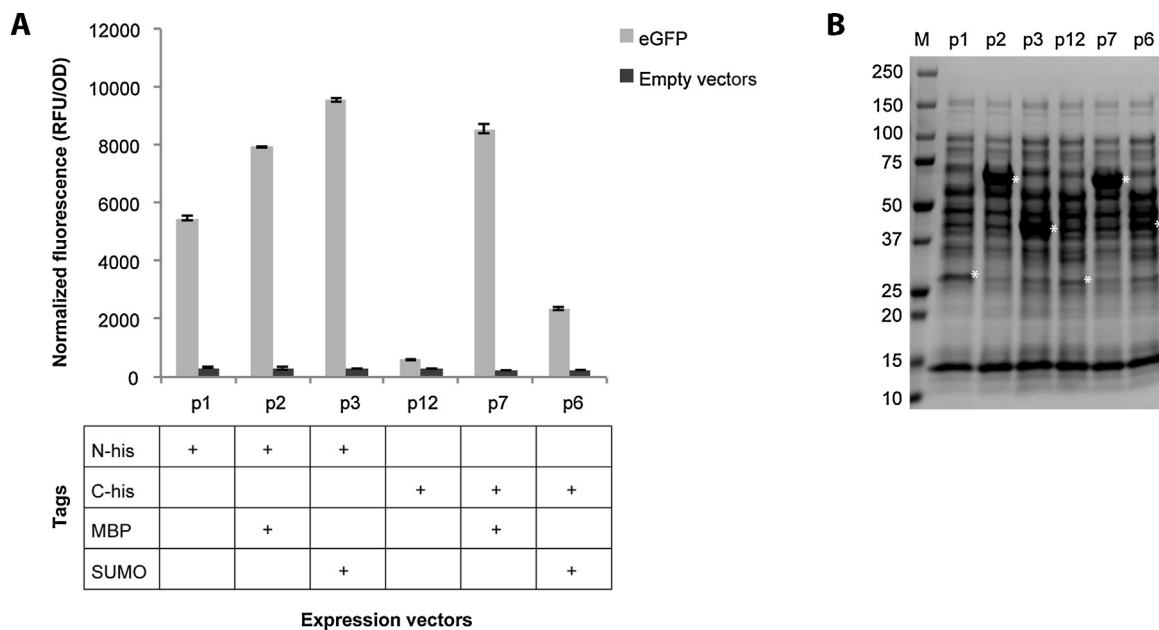 A
Normalized fluorescence (RFU/OD)
12000
10000
8000
6000
4000
2000
0
eGFP
Empty vectors
p1 p2 p3 p12 p7 p6
Tags
N-his + + +
C-his + + +
MBP + +
SUMO + +
Expression vectors
B
M p1 p2 p3 p12 p7 p6
250
150
100
75
50
37
25
20
15
10
*
*
*
*
*
*